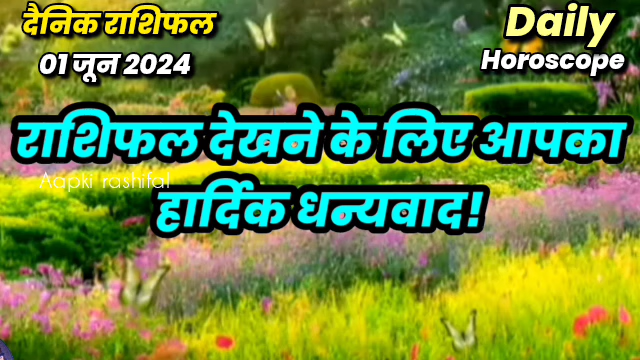 दैनिक राशिफल
01 जून 2024
Daily
Horoscope
राशिफल देखने के लिए आपका
Aapki rashifal
हार्दिक धन्यवाद!